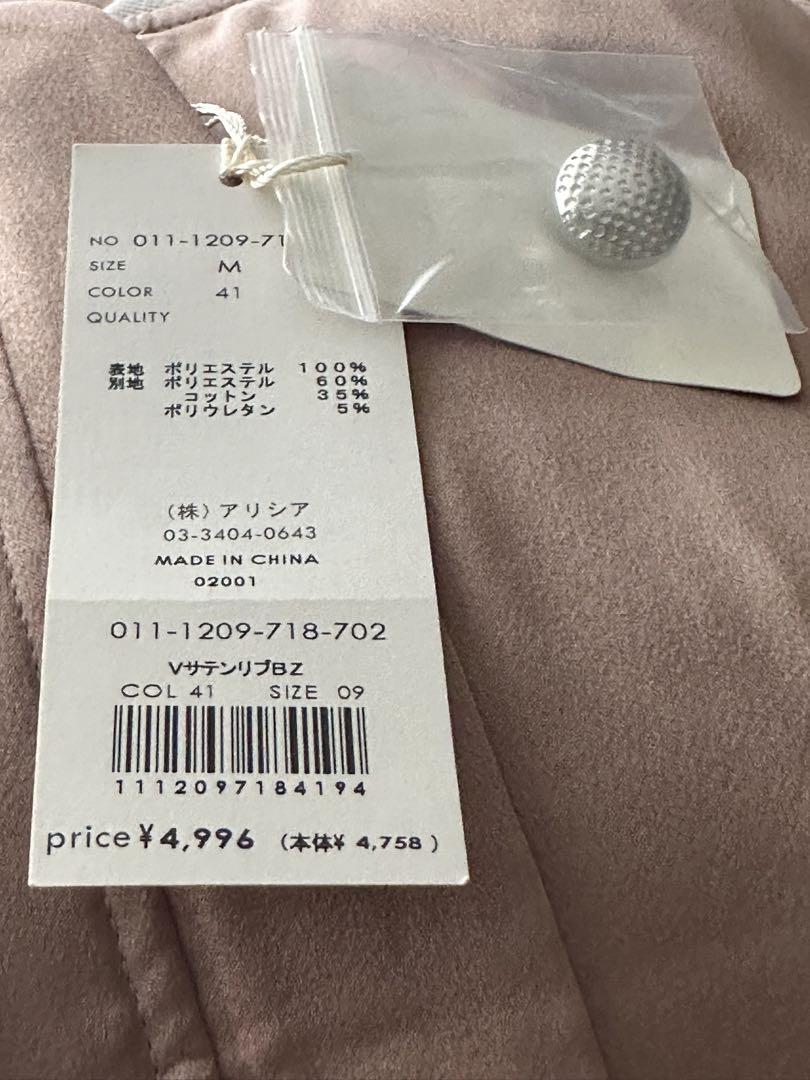 NO 011-1209-71
SIZE M
COLOR 41
QUALITY
表地 ポリエステル 100%
別地 ポリエステル 60%
コットン 35%
ポリウレタン 5%
(株)アリシア
03-3404-0643
MADE IN CHINA
02001
011-1209-718-702
VサテンリブBZ
COL 41 SIZE 09
1112097184194
price ¥4,996 (本体¥ 4,758)